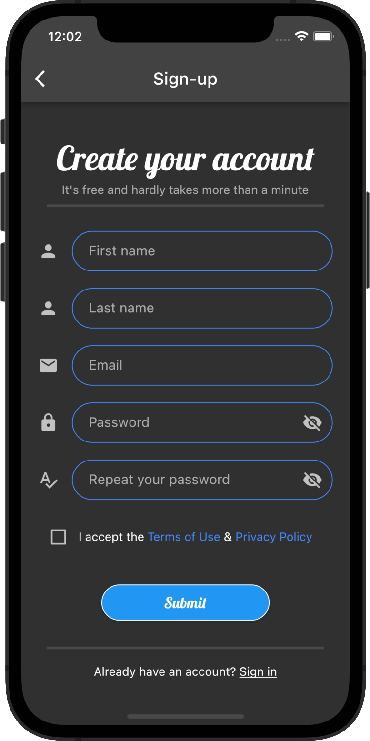 12:02
Sign-up
Create your account
It's free and hardly takes more than a minute
First name
Last name
Email
Password
Repeat your password
I accept the Terms of Use & Privacy Policy
Submit
Already have an account? Sign in